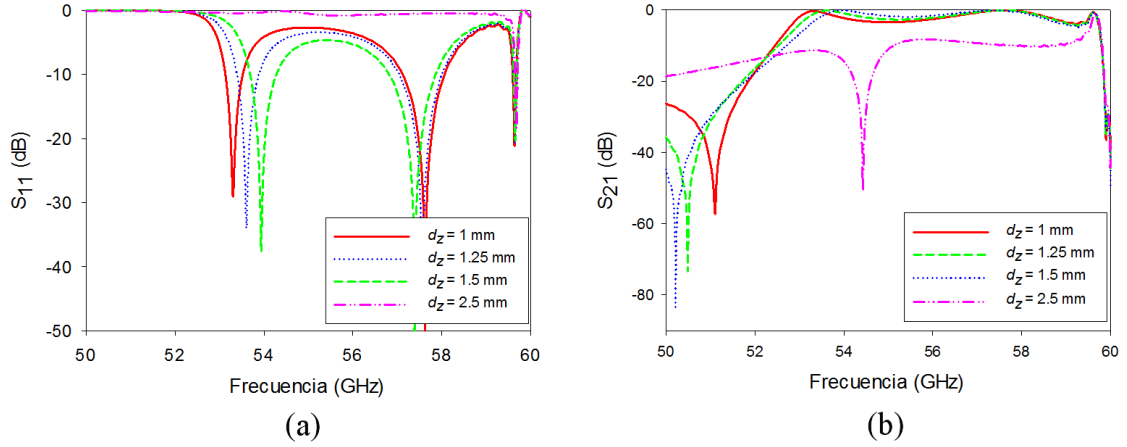 S11 (dB)
0
-10
-20
-30
-40
-50
50
52
54
56
58
60
Frecuencia (GHz)
dz = 1 mm
dz = 1.25 mm
dz = 1.5 mm
dz = 2.5 mm
(a)
S21 (dB)
0
-20
-40
-60
-80
50
52
54
56
58
60
Frecuencia (GHz)
dz = 1 mm
dz = 1.25 mm
dz = 1.5 mm
dz = 2.5 mm
(b)